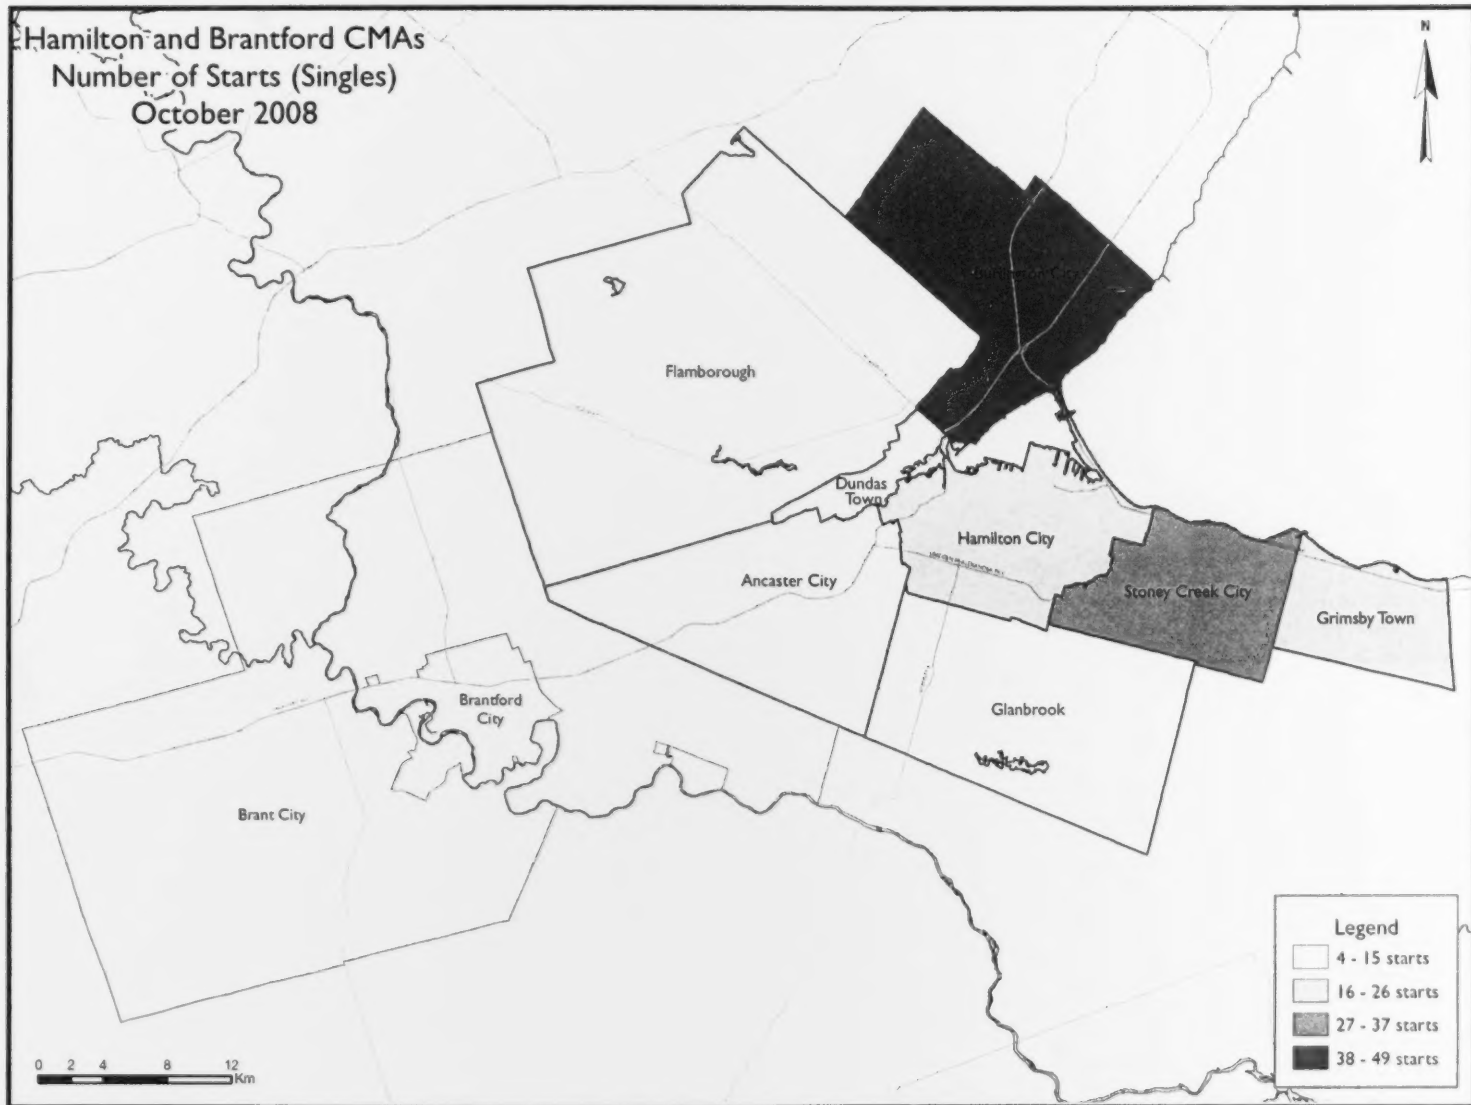 Hamilton and Brantford CMAs
Number of Starts (Singles)
October 2008
N
Burlington City
Flamborough
Dundas
Town
Hamilton City
Ancaster City
Stoney Creek City
Grimsby Town
Brantford
City
Glanbrook
Brant City
Legend
4 - 15 starts
16 - 26 starts
27 - 37 starts
38 - 49 starts
0 2 4 8 12
Km